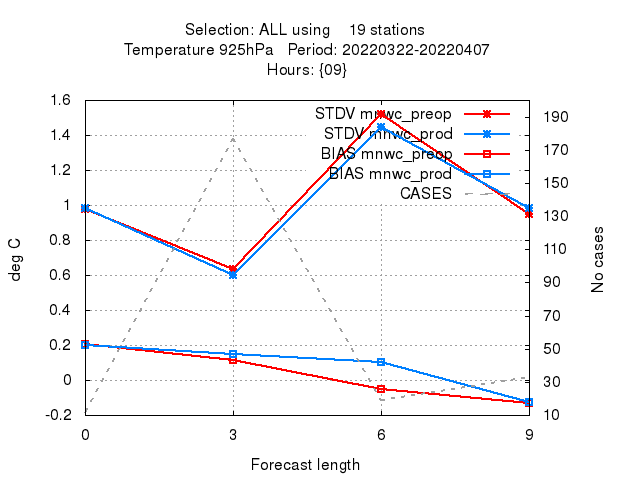 Selection: ALL using 19 stations
Temperature 925hPa Period: 20220322-20220407
Hours: {09}
1.6
1.4
1.2
1
0.8
0.6
0.4
0.2
0
-0.2
deg C
STDV mnwc_preop
STDV mnwc_prod
BIAS mnwc_preop
BIAS mnwc_prod
CASES
190
170
150
130
110
90
70
50
30
10
No cases
0 3 6 9
Forecast length